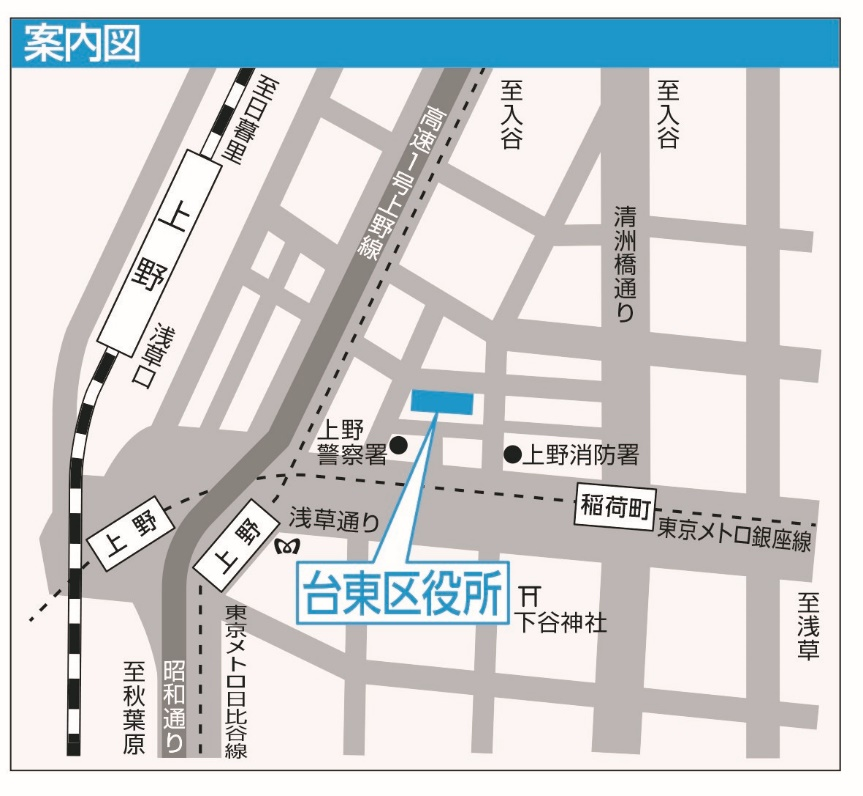 案内図
至日暮里
高速1号上野線
至入谷
至入谷
上野
清洲橋通り
浅草口
上野
警察署
上野消防署
稲荷町
東京メトロ銀座線
上野
上野
浅草通り
台東区役所
下谷神社
至浅草
東京メトロ日比谷線
至秋葉原
昭和通り